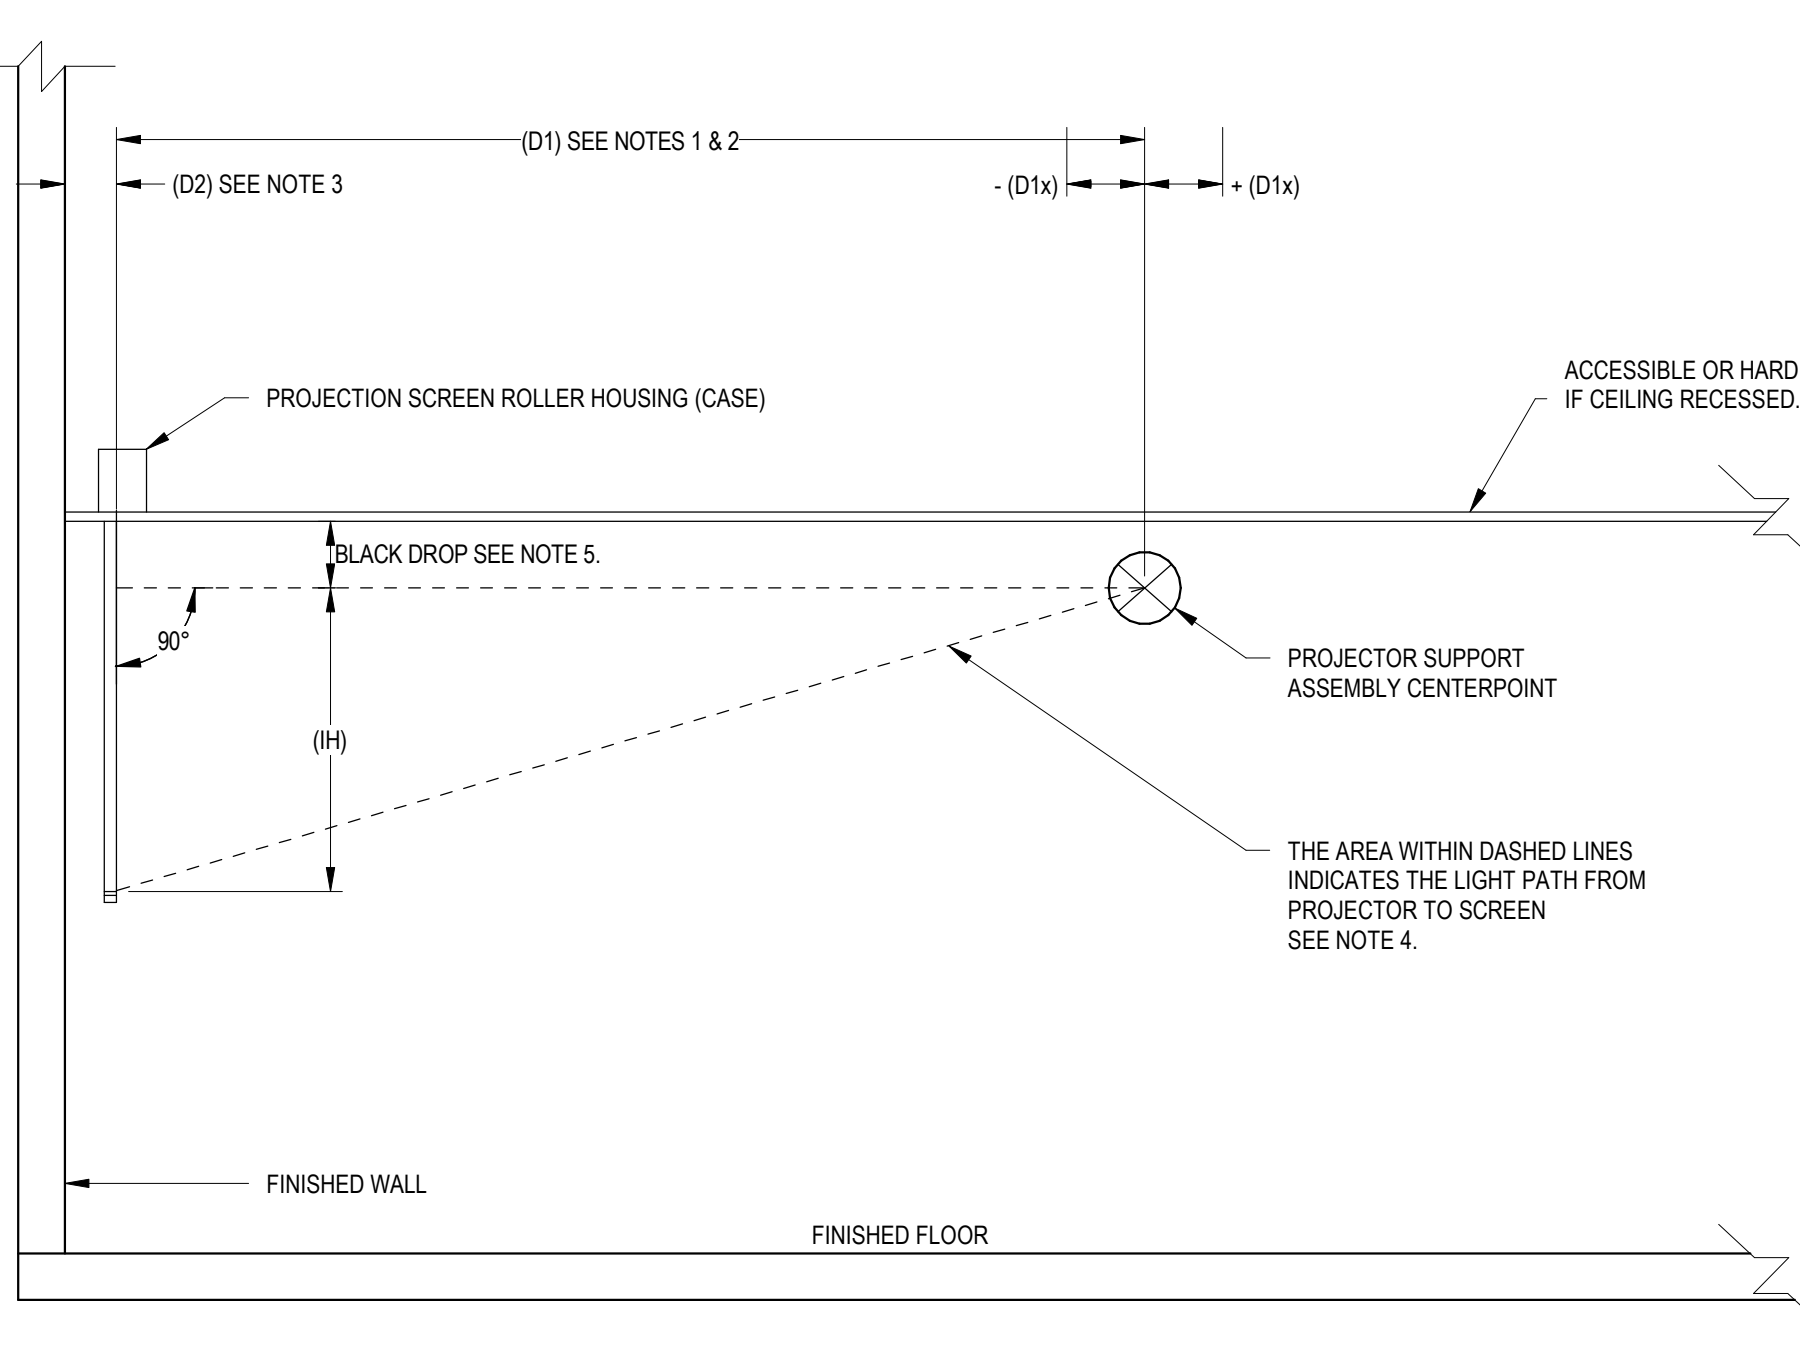 (D1) SEE NOTES 1 & 2
(D2) SEE NOTE 3
- (D1x)
+ (D1x)
ACCESSIBLE OR HARD
IF CEILING RECESSED.
PROJECTION SCREEN ROLLER HOUSING (CASE)
BLACK DROP SEE NOTE 5.
90°
PROJECTOR SUPPORT
ASSEMBLY CENTERPOINT
(IH)
THE AREA WITHIN DASHED LINES
INDICATES THE LIGHT PATH FROM
PROJECTOR TO SCREEN
SEE NOTE 4.
FINISHED WALL
FINISHED FLOOR